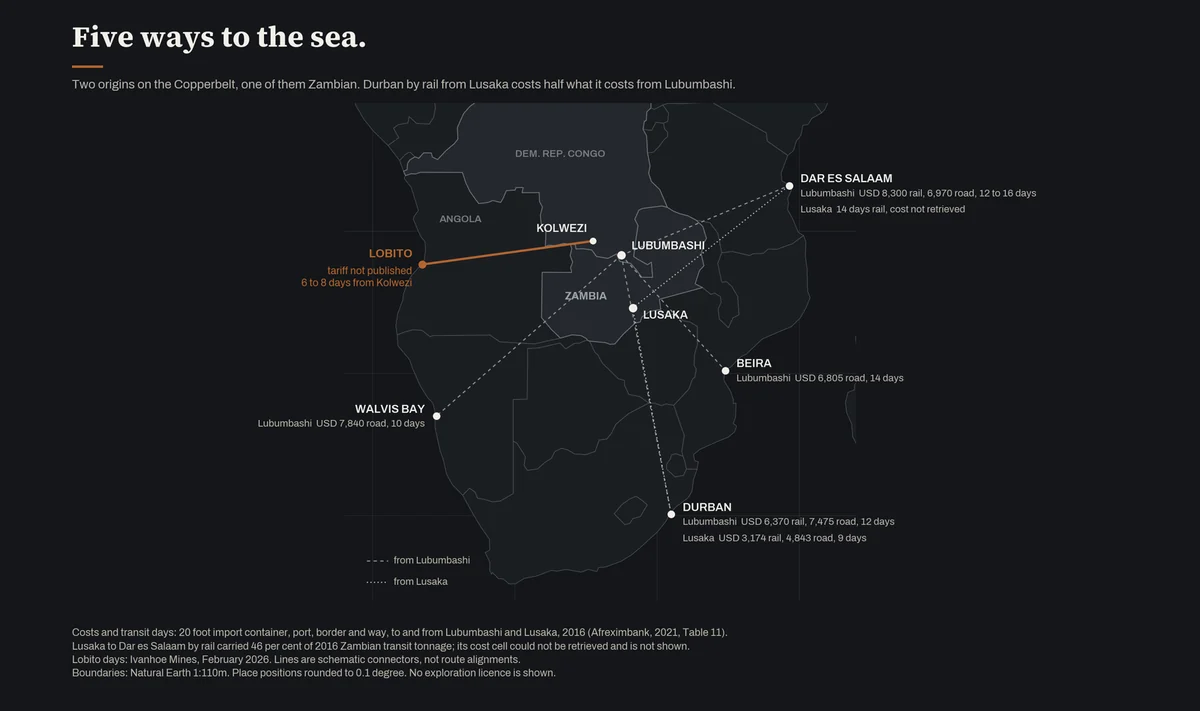 Five ways to the sea.
Two origins on the Copperbelt, one of them Zambian. Durban by rail from Lusaka costs half what it costs from Lubumbashi.
DEM. REP. CONGO
DAR ES SALAAM
Lubumbashi USD 8,300 rail, 6,970 road, 12 to 16 days
Lusaka 14 days rail, cost not retrieved
ANGOLA
KOLWEZI
LUBUMBASHI
LOBITO
tariff not published
6 to 8 days from Kolwezi
ZAMBIA
LUSAKA
BEIRA
Lubumbashi USD 6,805 road, 14 days
WALVIS BAY
Lubumbashi USD 7,840 road, 10 days
DURBAN
Lubumbashi USD 6,370 rail, 7,475 road, 12 days
Lusaka USD 3,174 rail, 4,843 road, 9 days
from Lubumbashi
from Lusaka
Costs and transit days: 20 foot import container, port, border and way, to and from Lubumbashi and Lusaka, 2016 (Afreximbank, 2021, Table 11).
Lusaka to Dar es Salaam by rail carried 46 per cent of 2016 Zambian transit tonnage; its cost cell could not be retrieved and is not shown.
Lobito days: Ivanhoe Mines, February 2026. Lines are schematic connectors, not route alignments.
Boundaries: Natural Earth 1:110m. Place positions rounded to 0.1 degree. No exploration licence is shown.